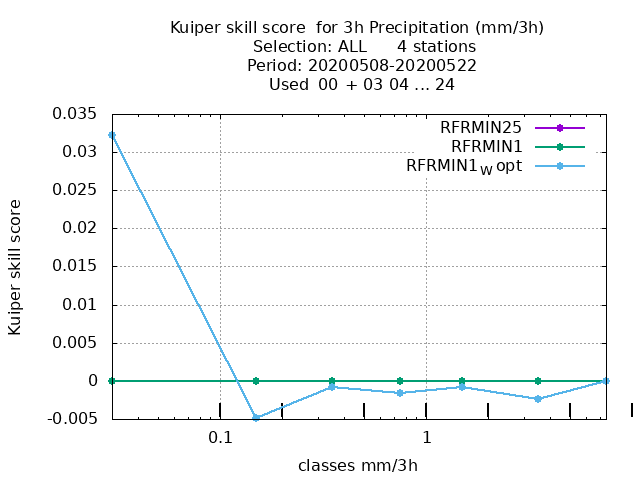 Kuiper skill score  for 3h Precipitation (mm/3h)
Selection: ALL      4 stations
Period: 20200508-20200522
Used  00  + 03 04 ... 24
Kuiper skill score
0.035
0.03
0.025
0.02
0.015
0.01
0.005
0
-0.005
RFRMIN25
RFRMIN1
RFRMIN1w opt
0.1
1
classes mm/3h